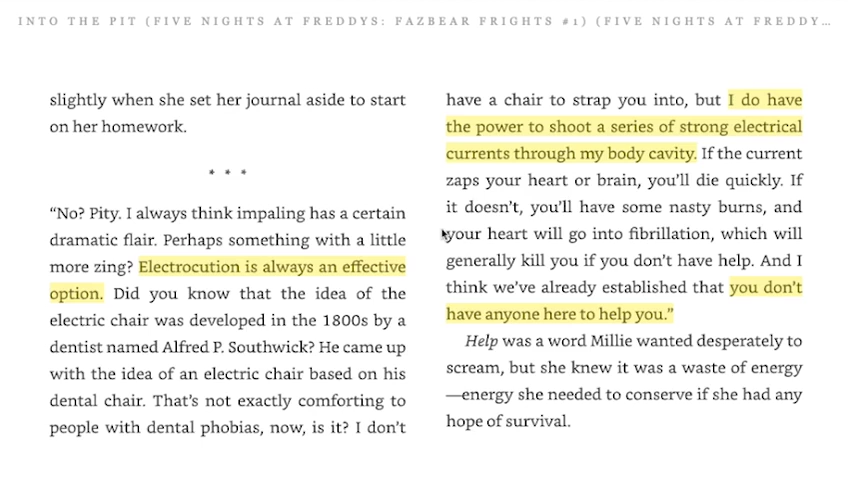 INTO THE PIT (FIVE NIGHTS AT FREDDYS: FAZBEAR FRIGHTS #1) (FIVE NIGHTS AT FREDDY…
slightly when she set her journal aside to start
on her homework.
* * *
“No? Pity. I always think impaling has a certain
dramatic flair. Perhaps something with a little
more zing? Electrocution is always an effective
option. Did you know that the idea of the
electric chair was developed in the 1800s by a
dentist named Alfred P. Southwick? He came up
with the idea of an electric chair based on his
dental chair. That’s not exactly comforting to
people with dental phobias, now, is it? I don’t
have a chair to strap you into, but I do have
the power to shoot a series of strong electrical
currents through my body cavity. If the current
zaps your heart or brain, you’ll die quickly. If
it doesn’t, you’ll have some nasty burns, and
your heart will go into fibrillation, which will
generally kill you if you don’t have help. And I
think we’ve already established that you don’t
have anyone here to help you.”
Help was a word Millie wanted desperately to
scream, but she knew it was a waste of energy
—energy she needed to conserve if she had any
hope of survival.